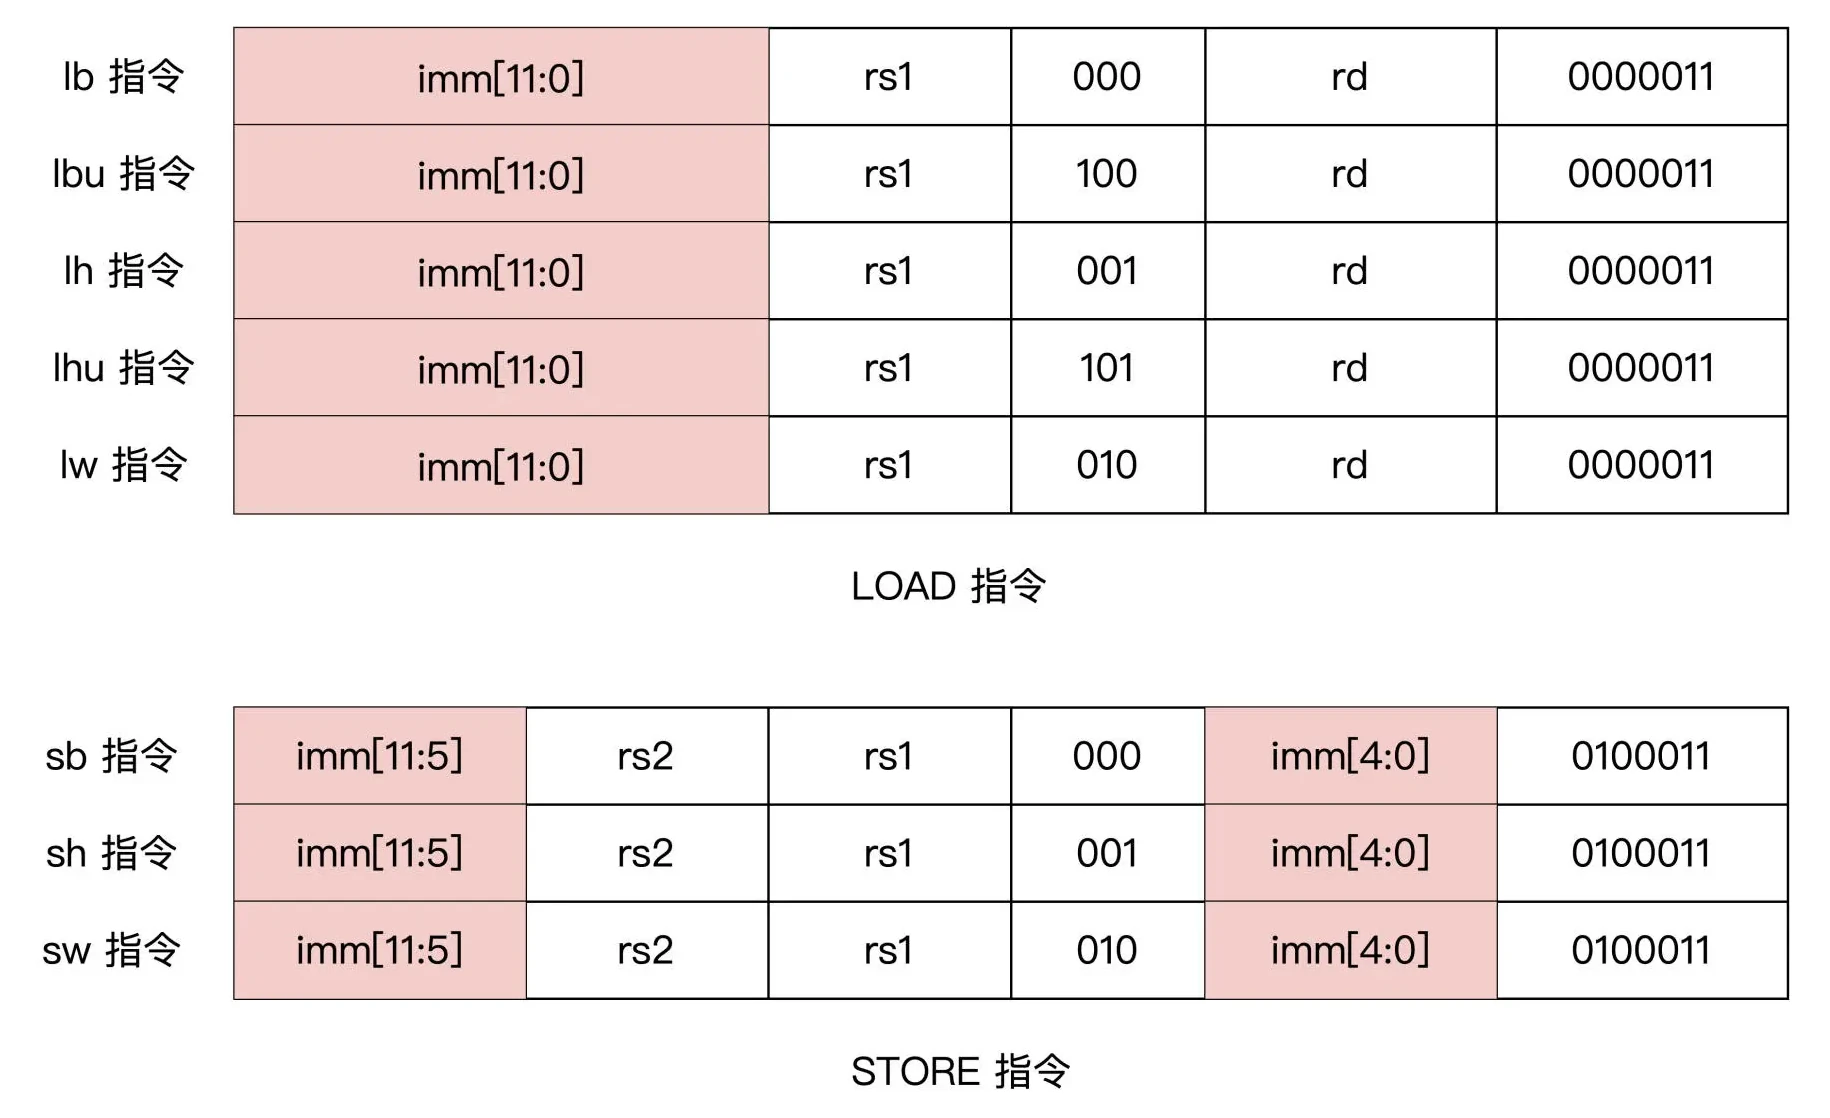 lb 指令 imm[11:0] rs1 000 rd 0000011
lbu 指令 imm[11:0] rs1 100 rd 0000011
lh 指令 imm[11:0] rs1 001 rd 0000011
lhu 指令 imm[11:0] rs1 101 rd 0000011
lw 指令 imm[11:0] rs1 010 rd 0000011
LOAD 指令
sb 指令 imm[11:5] rs2 rs1 000 imm[4:0] 0100011
sh 指令 imm[11:5] rs2 rs1 001 imm[4:0] 0100011
sw 指令 imm[11:5] rs2 rs1 010 imm[4:0] 0100011
STORE 指令